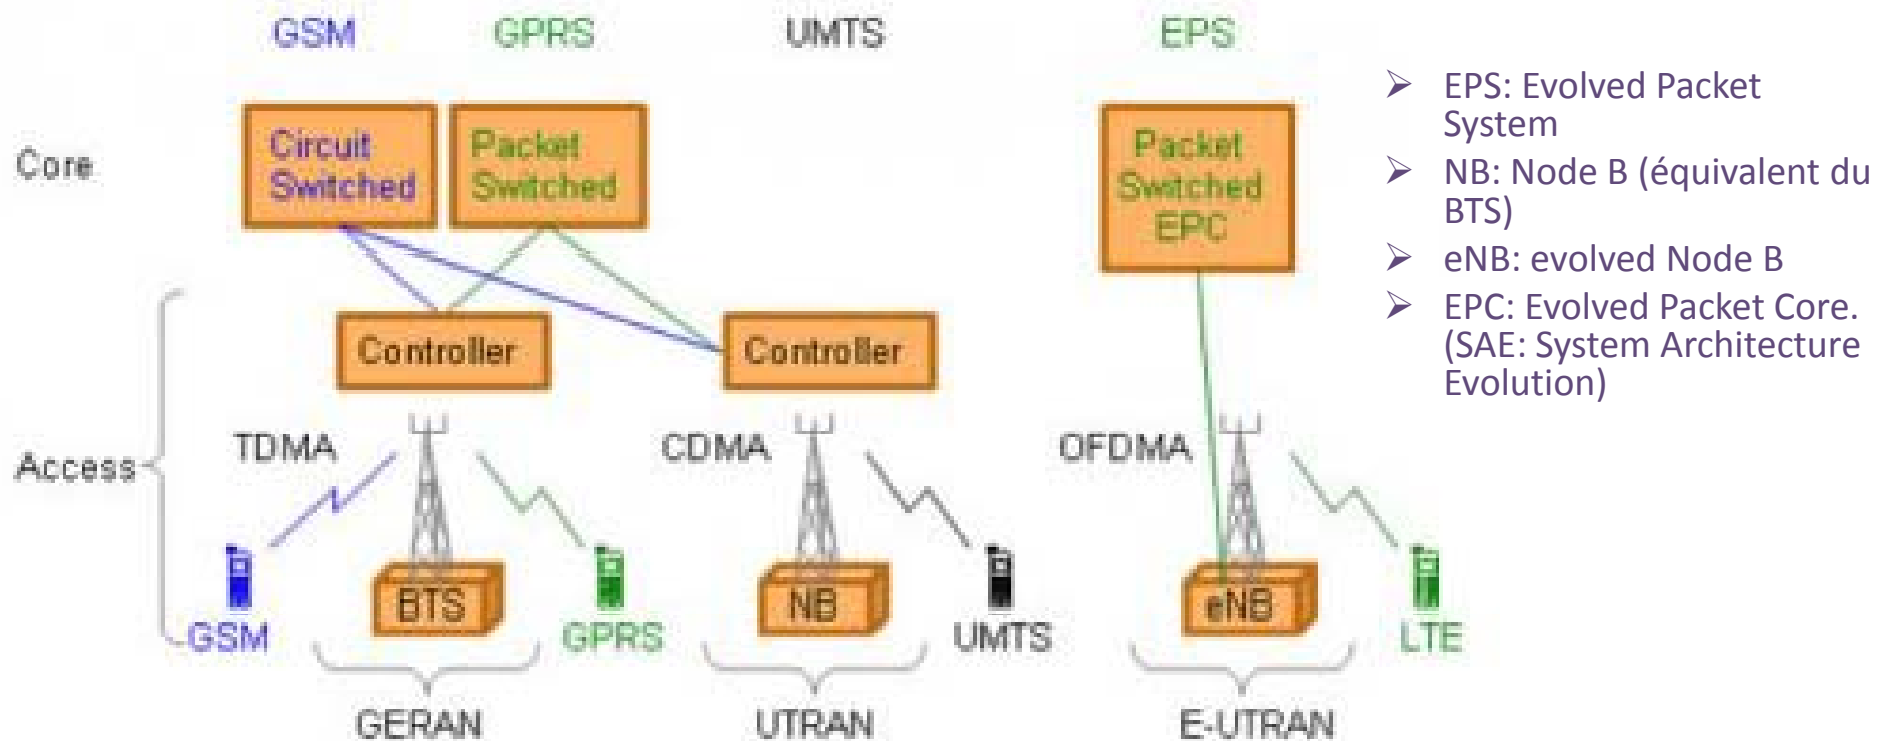 GSM GPRS UMTS EPS
Core
Circuit
Switched
Packet
Switched
Packet
Switched
EPC
Controller
Controller
Access
TDMA
CDMA
OFDMA
BTS
NB
eNB
GSM
GPRS
UMTS
LTE
GERAN
UTRAN
E-UTRAN
➢ EPS: Evolved Packet
System
➢ NB: Node B (équivalent du
BTS)
➢ eNB: evolved Node B
➢ EPC: Evolved Packet Core.
(SAE: System Architecture
Evolution)